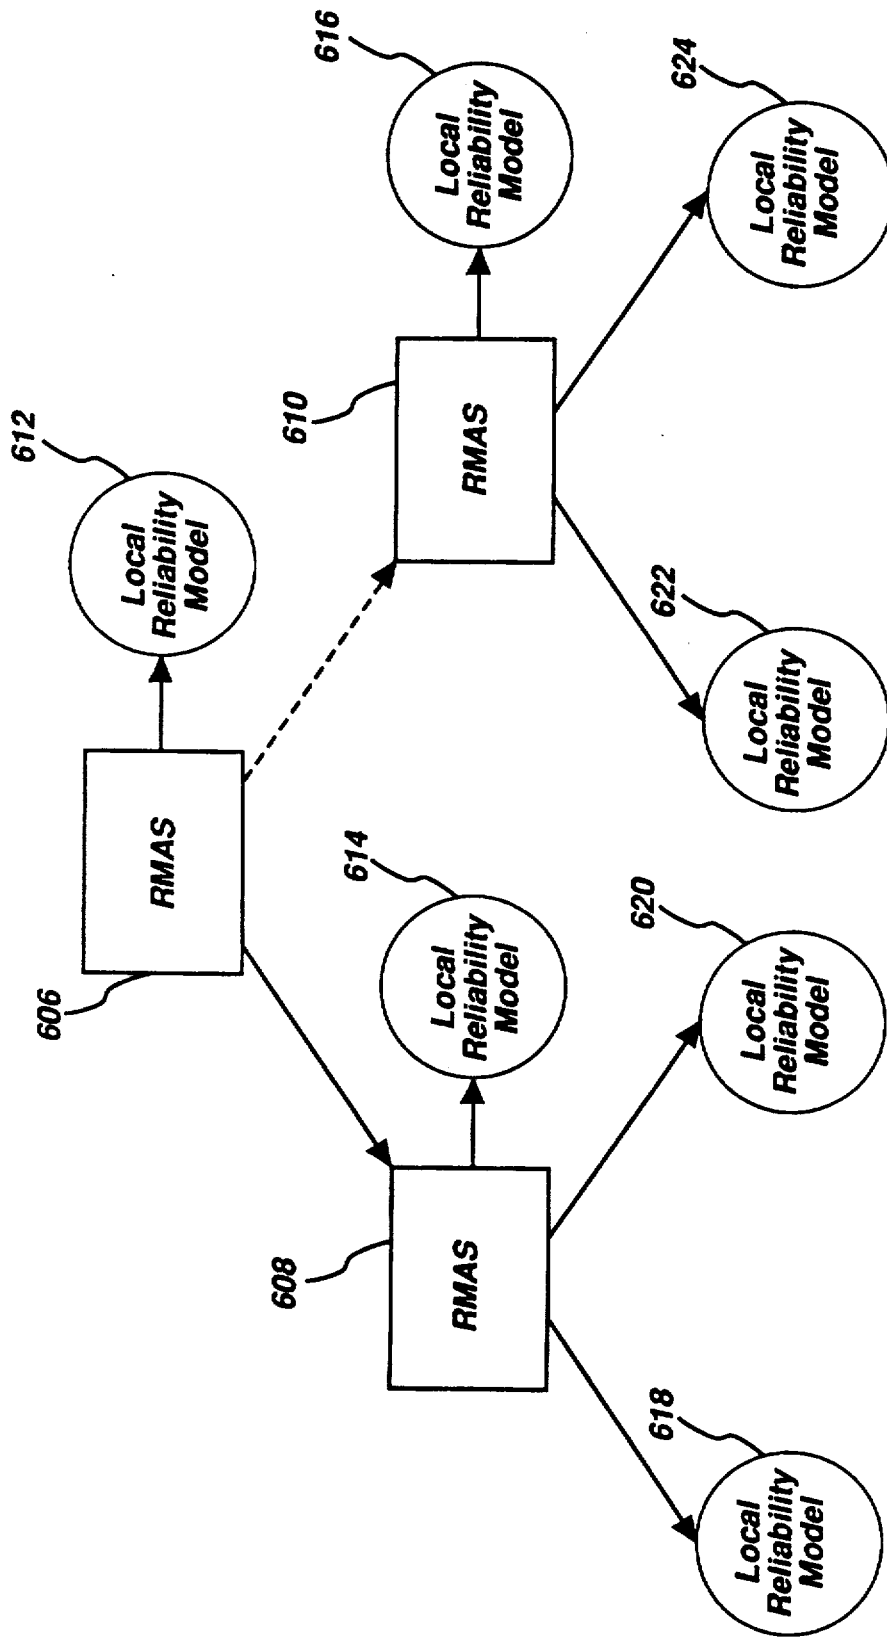 612
Local
Reliability
Model
606
RMAS
616
Local
Reliability
Model
610
RMAS
614
Local
Reliability
Model
608
RMAS
624
Local
Reliability
Model
622
Local
Reliability
Model
620
Local
Reliability
Model
618
Local
Reliability
Model